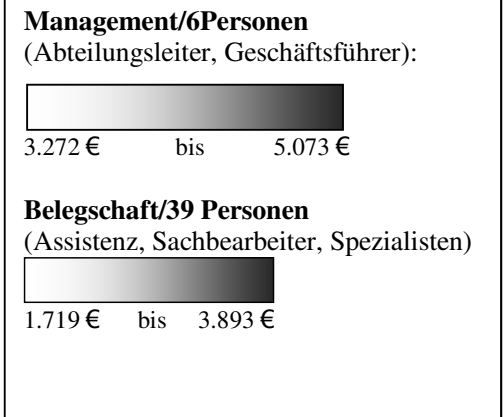 Management/6Personen
(Abteilungsleiter, Geschäftsführer):
3.272 € bis 5.073 €
Belegschaft/39 Personen
(Assistenz, Sachbearbeiter, Spezialisten)
1.719 € bis 3.893 €